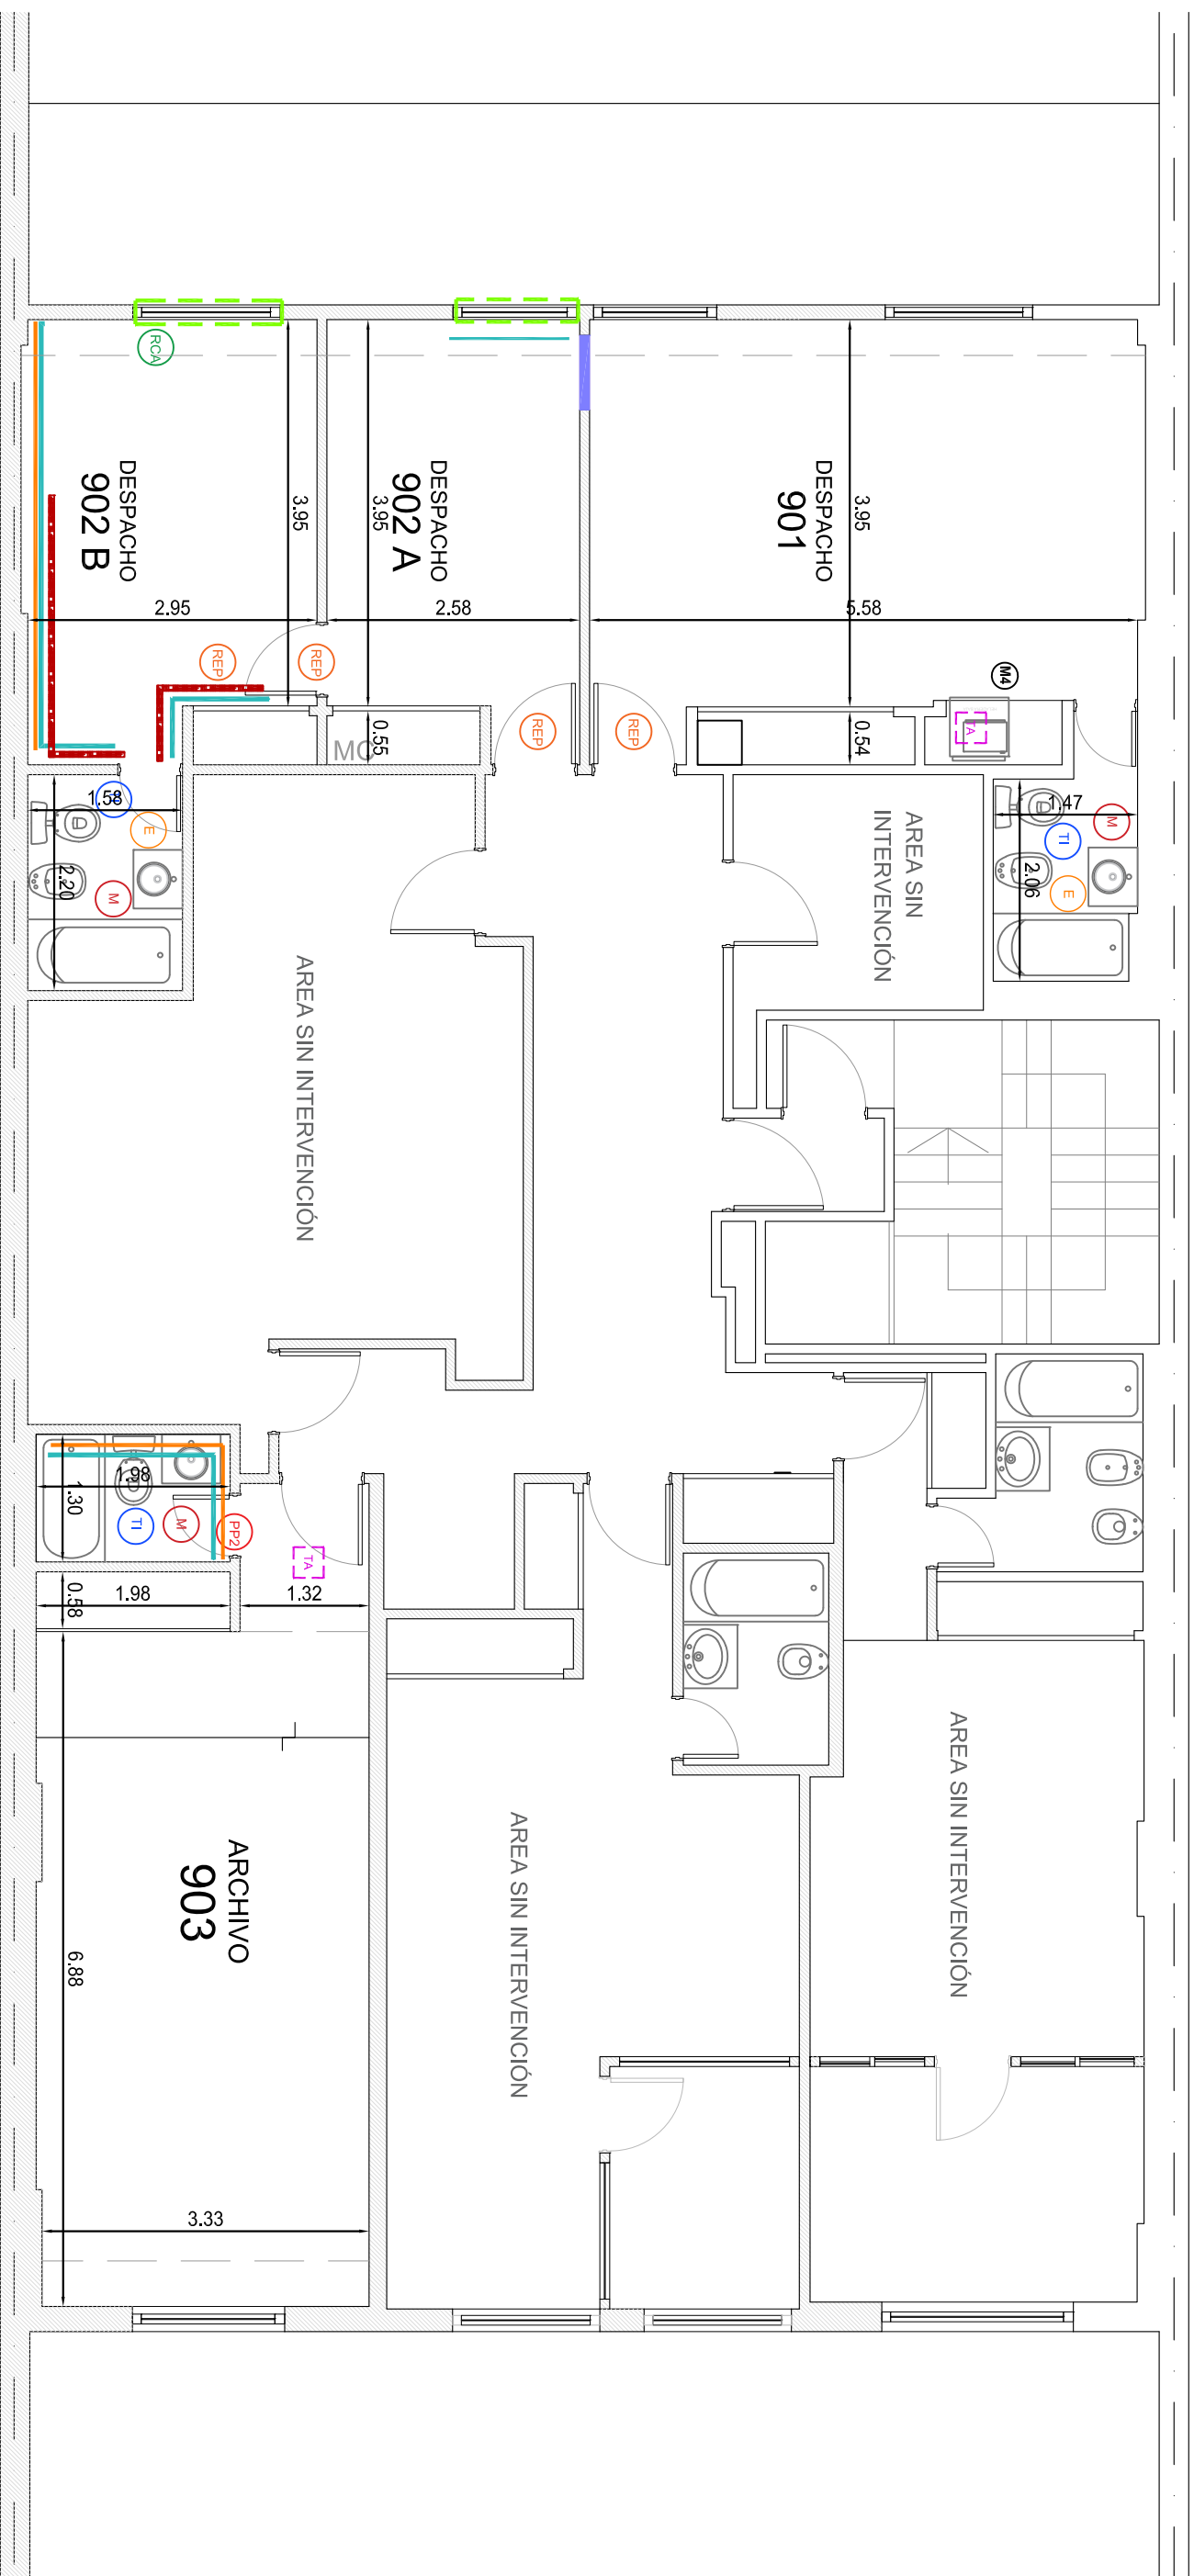 RCA
DESPACHO
902 B
3.95
2.95
REP
REP
DESPACHO
902 A
3.95
2.58
REP
0.55
DESPACHO
901
3.95
5.58
REP
M4
TA
0.54
1.58
E
M
2.20
AREA SIN
INTERVENCIÓN
1.47
M
TI
2.06
E
AREA SIN INTERVENCIÓN
1.98
1.30
TI
M
PP2
TA
0.58
1.98
1.32
ARCHIVO
903
6.88
3.33
AREA SIN INTERVENCIÓN
AREA SIN INTERVENCIÓN